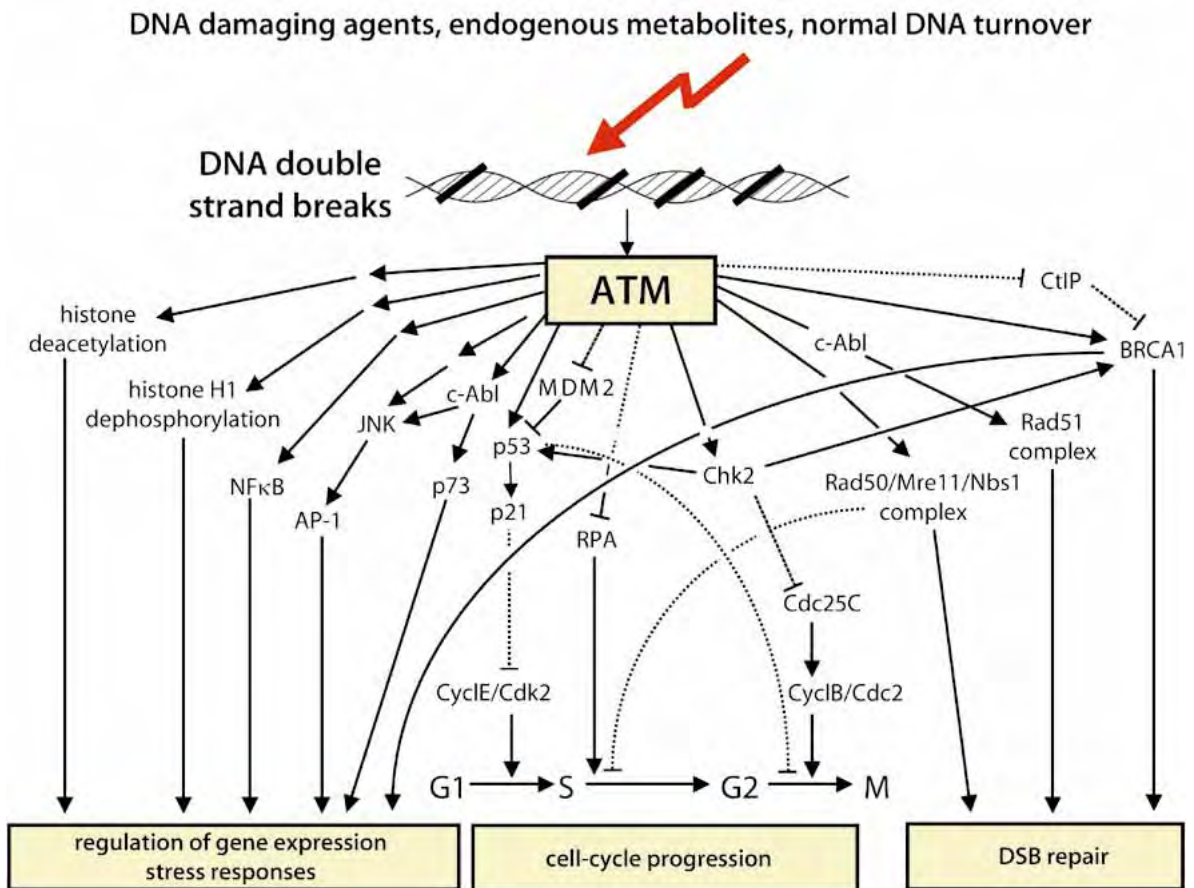 DNA damaging agents, endogenous metabolites, normal DNA turnover
DNA double
strand breaks
ATM
CtIP
histone
deacetylation
c-Abl
BRCA1
histone H1
dephosphorylation
c-Abl
MDM2
JNK
p53
Rad51
complex
NFκB
p73
Chk2
Rad50/Mre11/Nbs1
complex
AP-1
p21
RPA
Cdc25C
CyclE/Cdk2
CyclB/Cdc2
G1
S
G2
M
regulation of gene expression
stress responses
cell-cycle progression
DSB repair